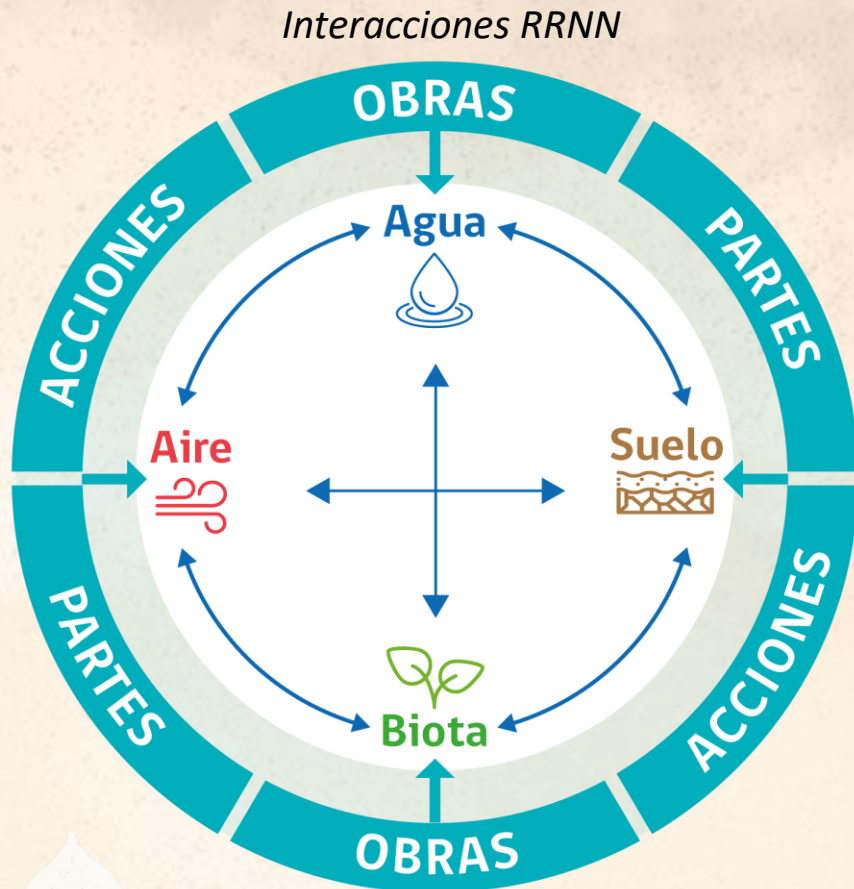 Interacciones RRNN
OBRAS
ACCIONES
PARTES
Agua
Aire
Suelo
Biota
PARTES
ACCIONES
OBRAS